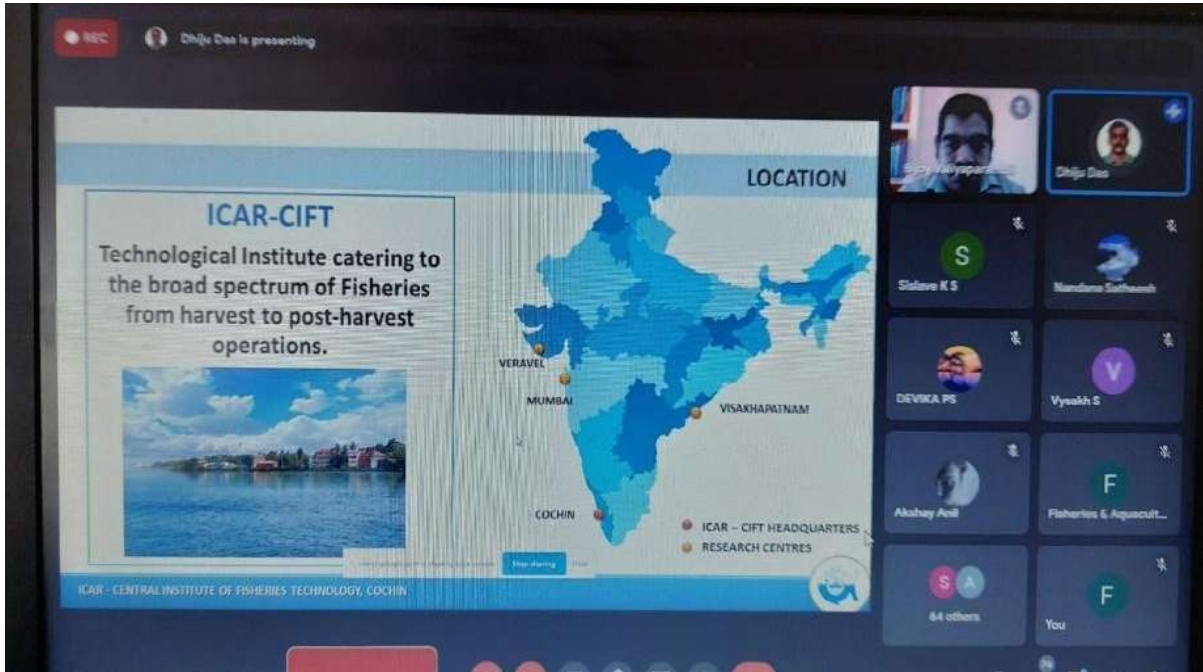 REC
Dhiju Das is presenting
LOCATION
ICAR-CIFT
Technological Institute catering to
the broad spectrum of Fisheries
from harvest to post-harvest
operations.
VERAVEL
MUMBAI
VISAKHAPATNAM
COCHIN
ICAR – CIFT HEADQUARTERS
RESEARCH CENTRES
Stop sharing
Hide
ICAR - CENTRAL INSTITUTE OF FISHERIES TECHNOLOGY, COCHIN
Dhiju Das
S
Sislave K S
Nandana Satheesh
DEVIKA PS
V
Vysakh S
Akshay Anil
F
Fisheries & Aquacult...
S A
64 others
F
You